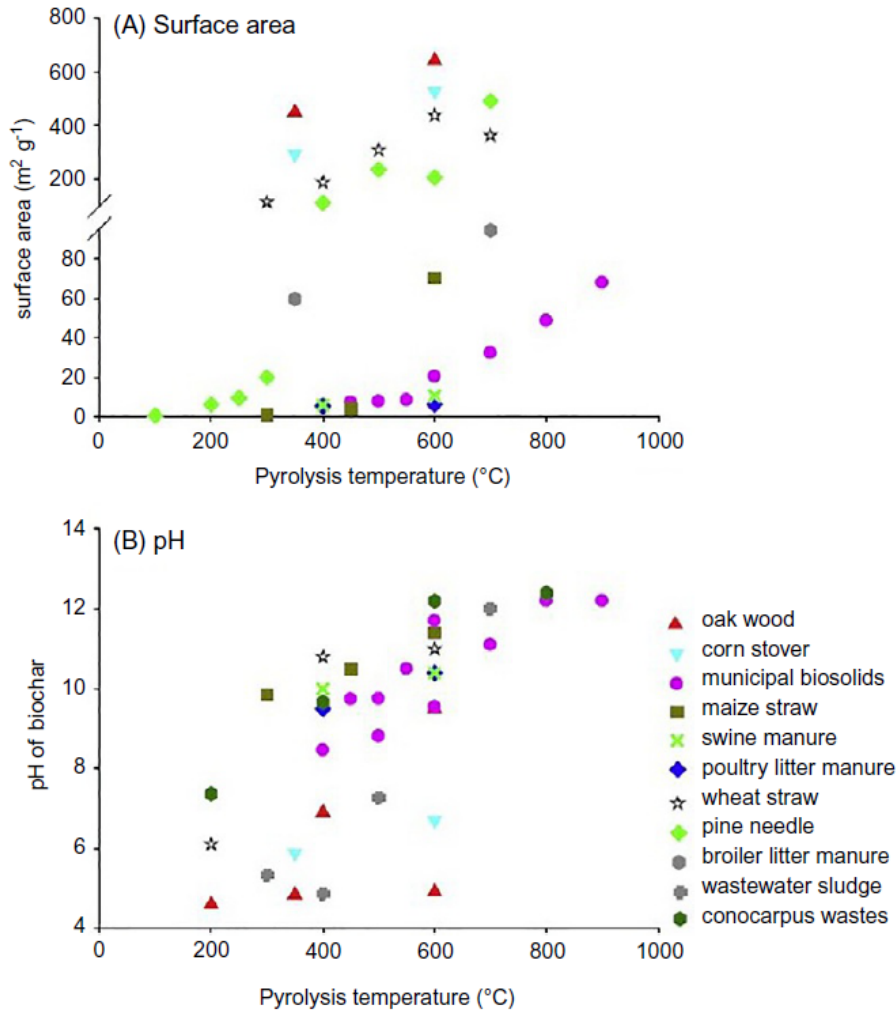 (A) Surface area
800
600
400
200
80
60
40
20
0
surface area (m² g⁻¹)
0 200 400 600 800 1000
Pyrolysis temperature (°C)
(B) pH
14
12
10
8
6
4
pH of biochar
0 200 400 600 800 1000
Pyrolysis temperature (°C)
oak wood
corn stover
municipal biosolids
maize straw
swine manure
poultry litter manure
wheat straw
pine needle
broiler litter manure
wastewater sludge
conocarpus wastes